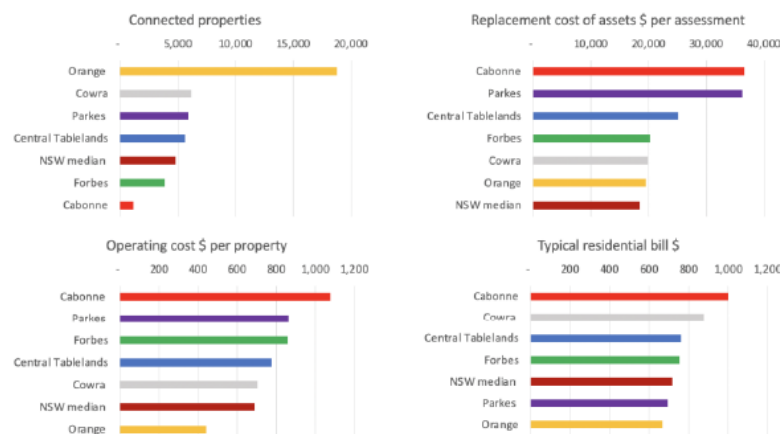 Connected properties
- 5,000 10,000 15,000 20,000
Orange
Cowra
Parkes
Central Tablelands
NSW median
Forbes
Cabonne
Replacement cost of assets $ per assessment
- 10,000 20,000 30,000 40,000
Cabonne
Parkes
Central Tablelands
Forbes
Cowra
Orange
NSW median
Operating cost $ per property
- 200 400 600 800 1,000 1,200
Cabonne
Parkes
Forbes
Central Tablelands
Cowra
NSW median
Orange
Typical residential bill $
- 200 400 600 800 1,000 1,200
Cabonne
Cowra
Central Tablelands
Forbes
NSW median
Parkes
Orange